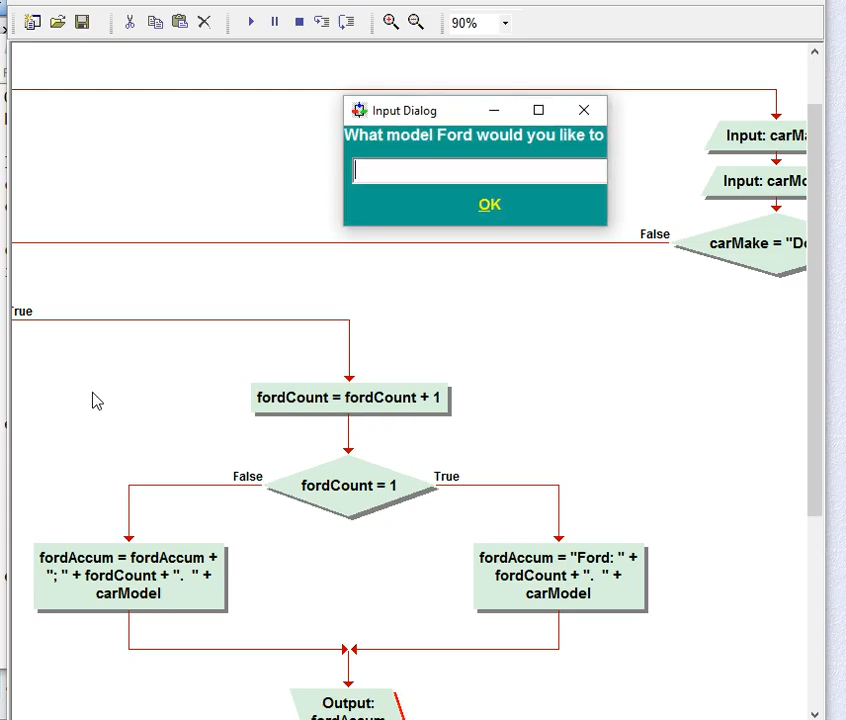 90%
Input Dialog
What model Ford would you like to
OK
Input: carMa
Input: carMo
False
carMake = "Do
True
fordCount = fordCount + 1
False
fordCount = 1
True
fordAccum = fordAccum +
"; " + fordCount + ".  " +
carModel
fordAccum = "Ford: " +
fordCount + ".  " +
carModel
Output:
fordAccum